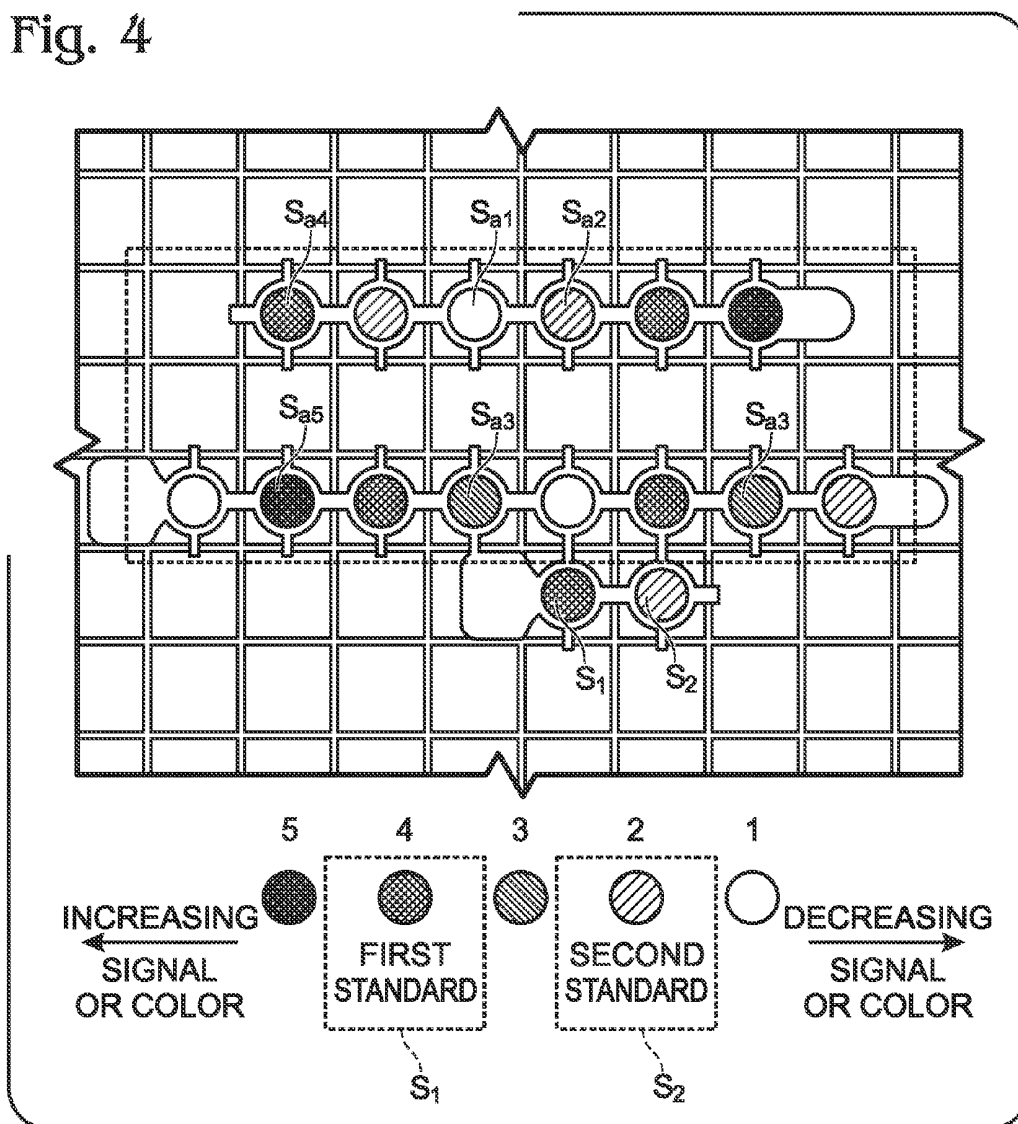 Fig. 4
Sa4 Sa1 Sa2
Sa5 Sa3 Sa3
S1 S2
5 4 3 2 1
INCREASING
SIGNAL
OR COLOR
FIRST
STANDARD
SECOND
STANDARD
DECREASING
SIGNAL
OR COLOR
S1 S2